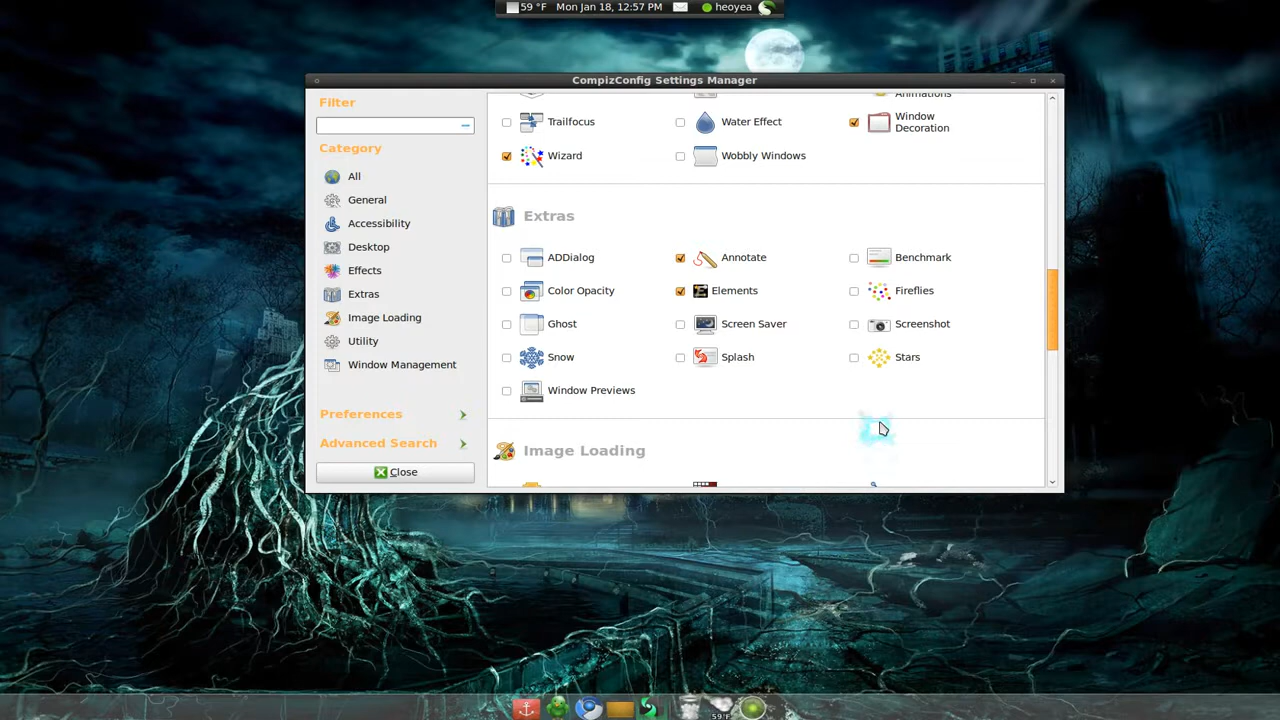 59 °F Mon Jan 18, 12:57 PM heoyea
CompizConfig Settings Manager
Filter
Category
All
General
Accessibility
Desktop
Effects
Extras
Image Loading
Utility
Window Management
Preferences
Advanced Search
Close
Animations
Trailfocus Water Effect Window
Decoration
Wizard Wobbly Windows
Extras
ADDialog Annotate Benchmark
Color Opacity Elements Fireflies
Ghost Screen Saver Screenshot
Snow Splash Stars
Window Previews
Image Loading
59°F